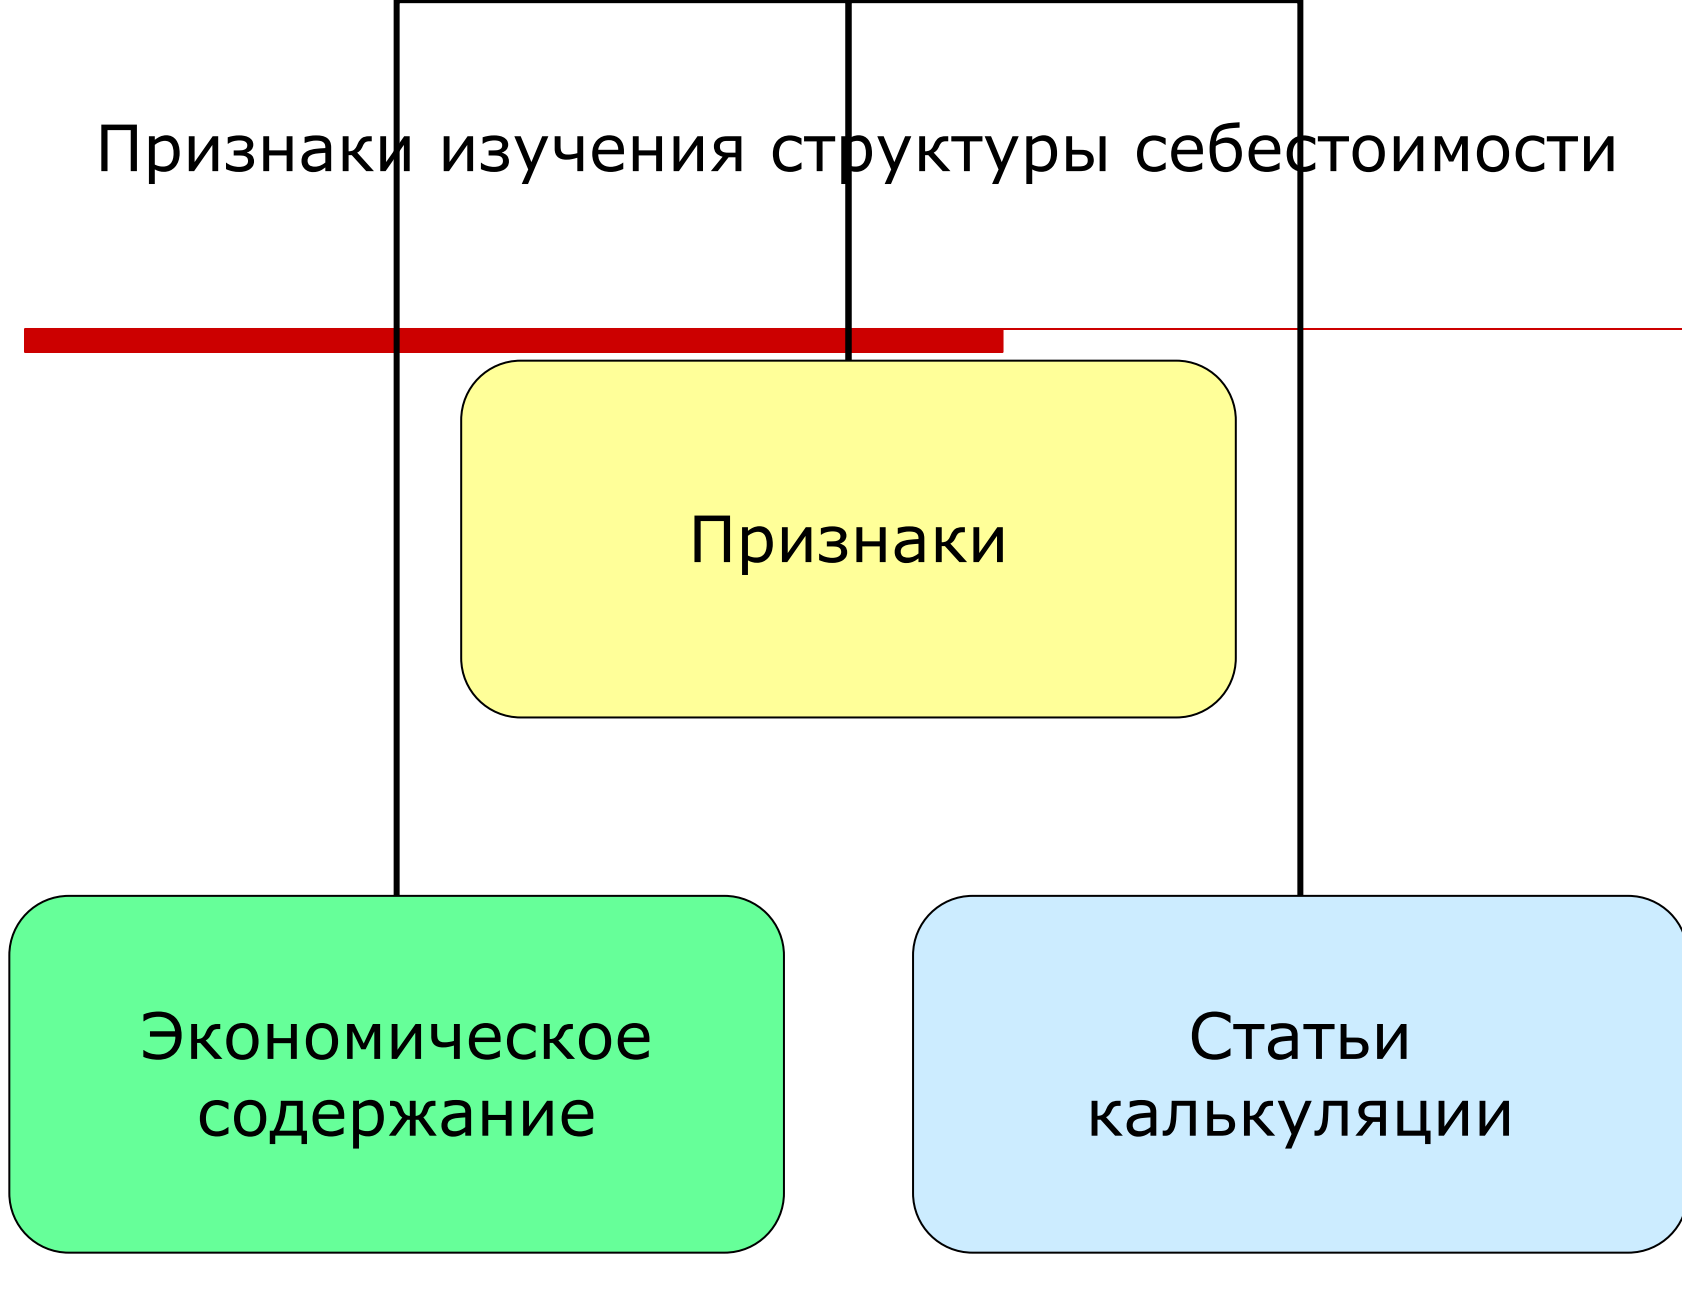 Признаки изучения структуры себестоимости
Признаки
Экономическое
содержание
Статьи
калькуляции